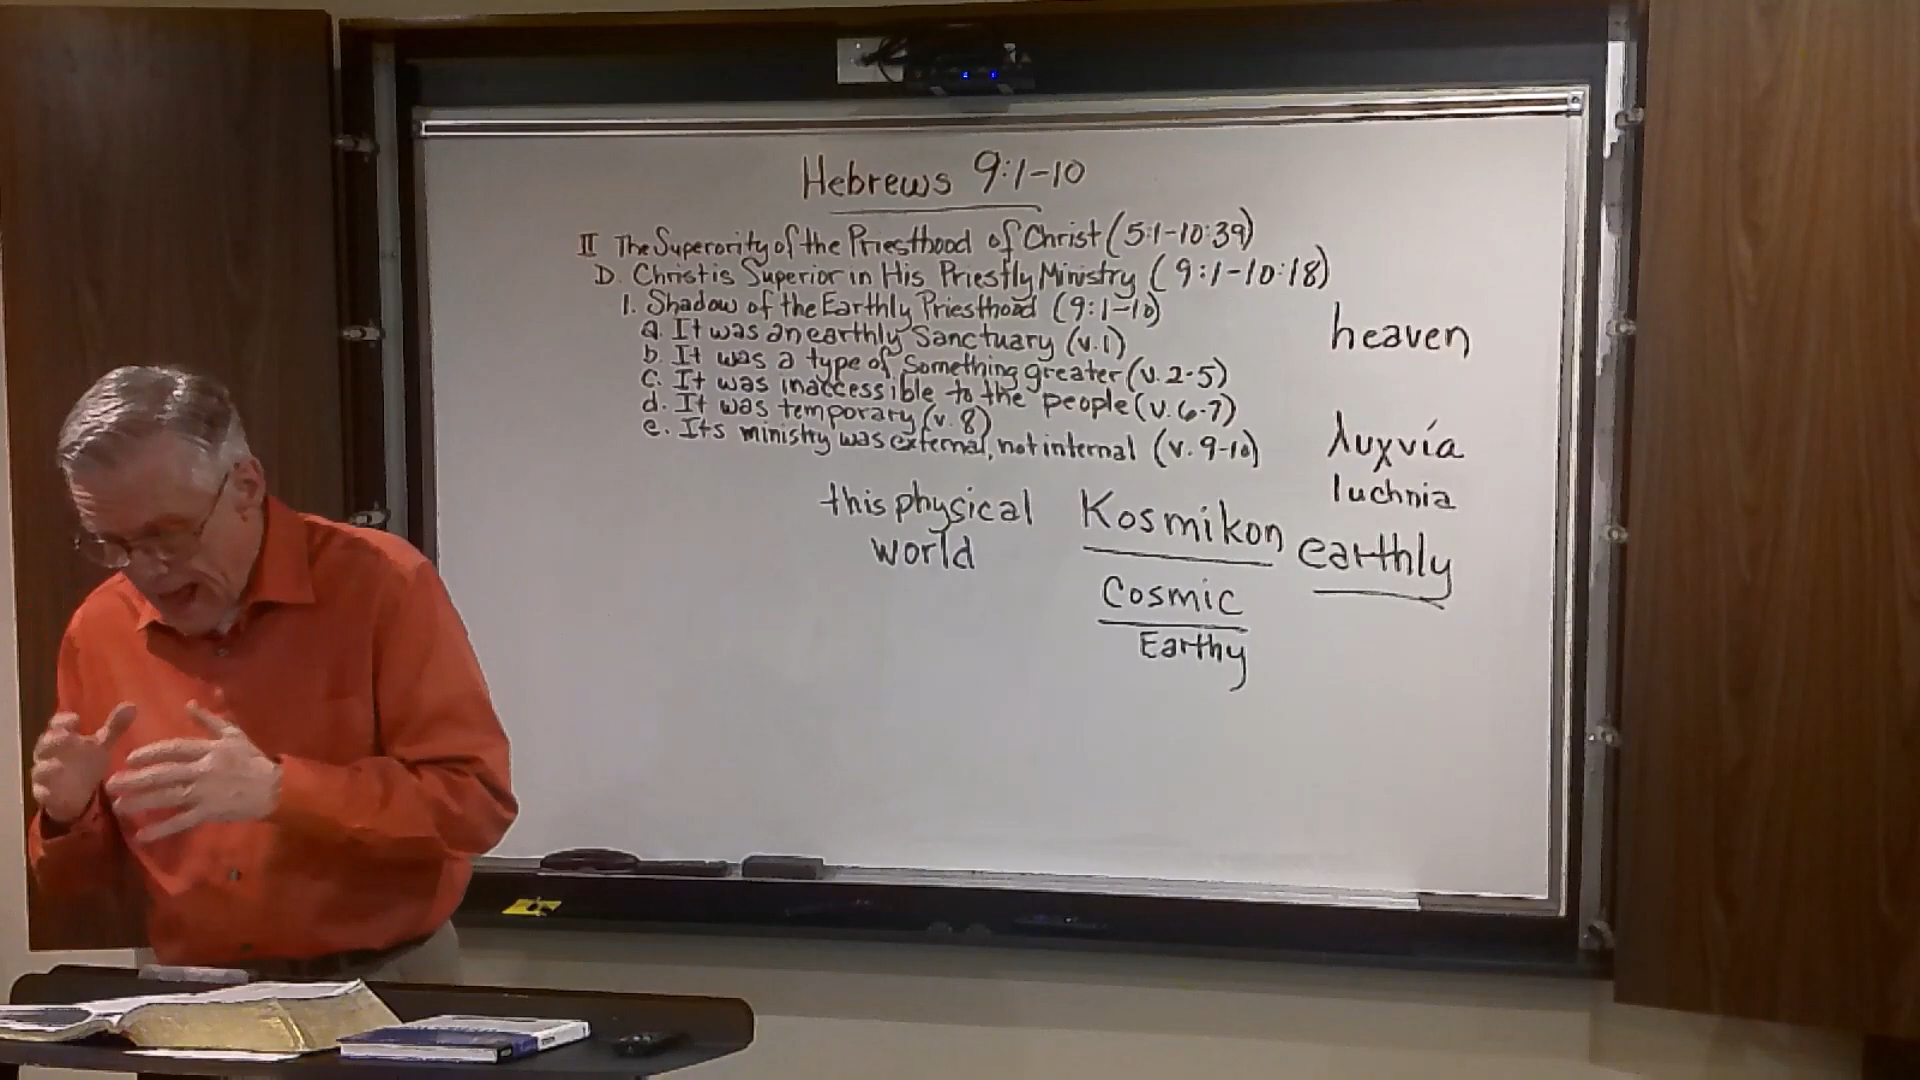 Hebrews 9:1-10
II The Superority of the Priesthood of Christ (5:1-10:39)
D. Christ is Superior in His Priestly Ministry (9:1-10:18)
1. Shadow of the Earthly Priesthood (9:1-10)
a. It was an earthly Sanctuary (v.1)
b. It was a type of Something greater (v. 2-5)
c. It was inaccessible to the people (v. 6-7)
d. It was temporary (v. 8)
e. Its ministry was external, not internal (v. 9-10)
heaven
λυχνία
luchnia
this physical
world
Kosmikon
earthly
Cosmic
Earthy